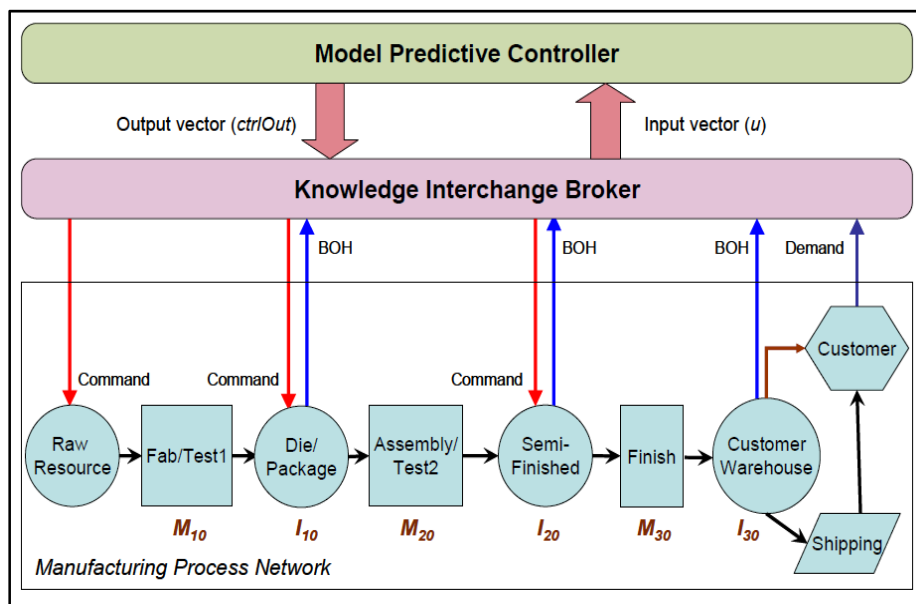 Model Predictive Controller
Output vector (ctrlOut)
Input vector (u)
Knowledge Interchange Broker
BOH
BOH
BOH
Demand
Customer
Command
Command
Command
Raw
Resource
Fab/Test1
Die/
Package
Assembly/
Test2
Semi-
Finished
Finish
Customer
Warehouse
M10
I10
M20
I20
M30
I30
Shipping
Manufacturing Process Network